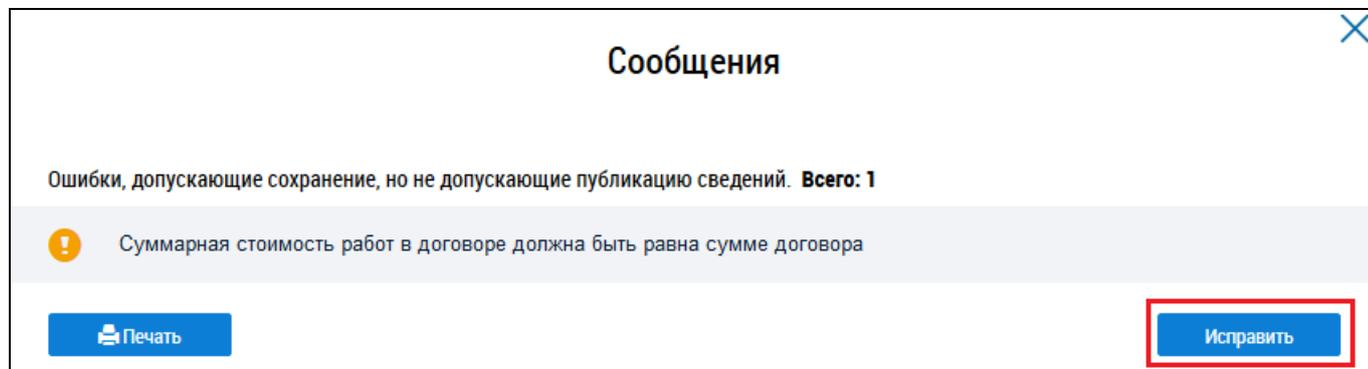 Сообщения
Ошибки, допускающие сохранение, но не допускающие публикацию сведений. Всего: 1
Суммарная стоимость работ в договоре должна быть равна сумме договора
Печать
Исправить